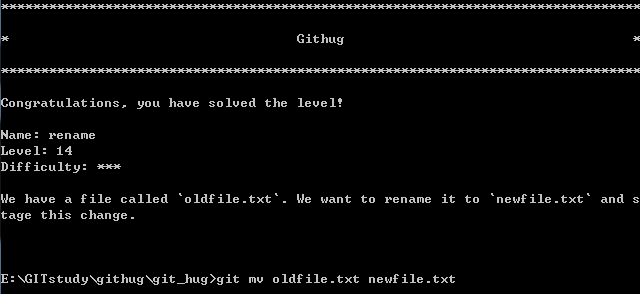 ********************************************************************************
* Githug *
********************************************************************************
Congratulations, you have solved the level!
Name: rename
Level: 14
Difficulty: ***
We have a file called `oldfile.txt`. We want to rename it to `newfile.txt` and s
tage this change.
E:\GITstudy\githug\git_hug>git mv oldfile.txt newfile.txt